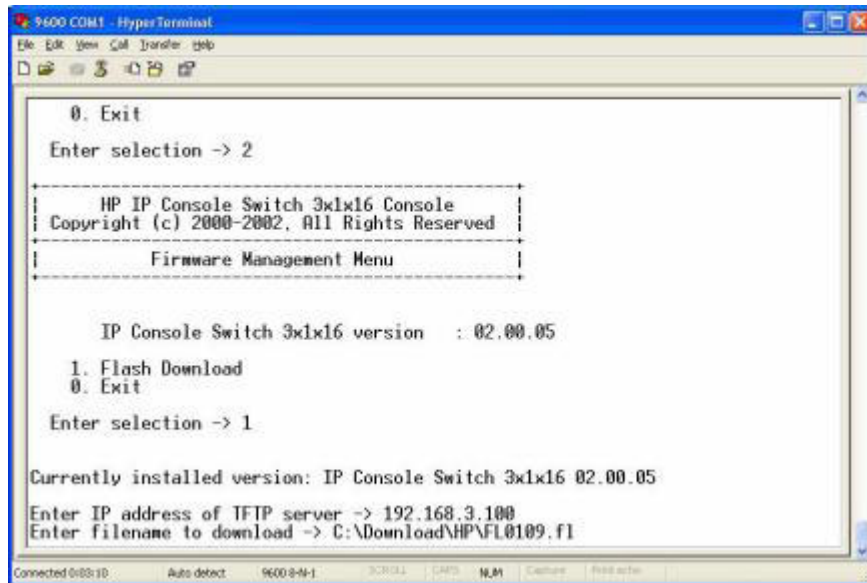 9600 COM1 - HyperTerminal
File Edit View Call Transfer Help
0. Exit
Enter selection -> 2
HP IP Console Switch 3x1x16 Console
Copyright (c) 2000-2002, All Rights Reserved
Firmware Management Menu
IP Console Switch 3x1x16 version : 02.00.05
1. Flash Download
0. Exit
Enter selection -> 1
Currently installed version: IP Console Switch 3x1x16 02.00.05
Enter IP address of TFTP server -> 192.168.3.100
Enter filename to download -> C:\Download\HP\FL0109.fl
Connected 0:03:10 Auto detect 9600 8-N-1 SCROLL CAPS NUM Capture Print echo